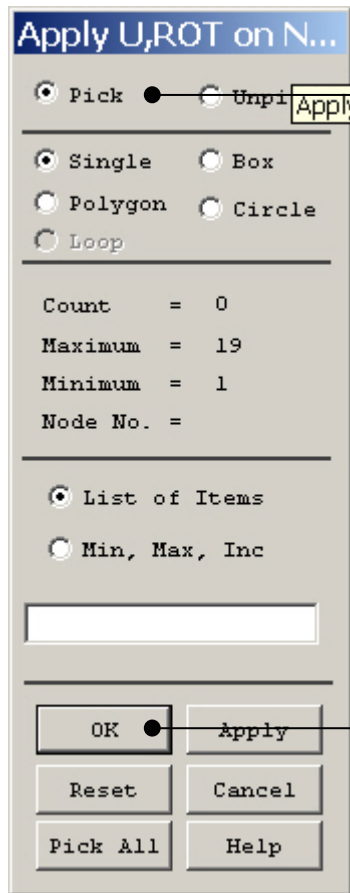 Apply U,ROT on N...
Pick Unpi
Apply
Single Box
Polygon Circle
Loop
Count = 0
Maximum = 19
Minimum = 1
Node No. =
List of Items
Min, Max, Inc
OK Apply
Reset Cancel
Pick All Help